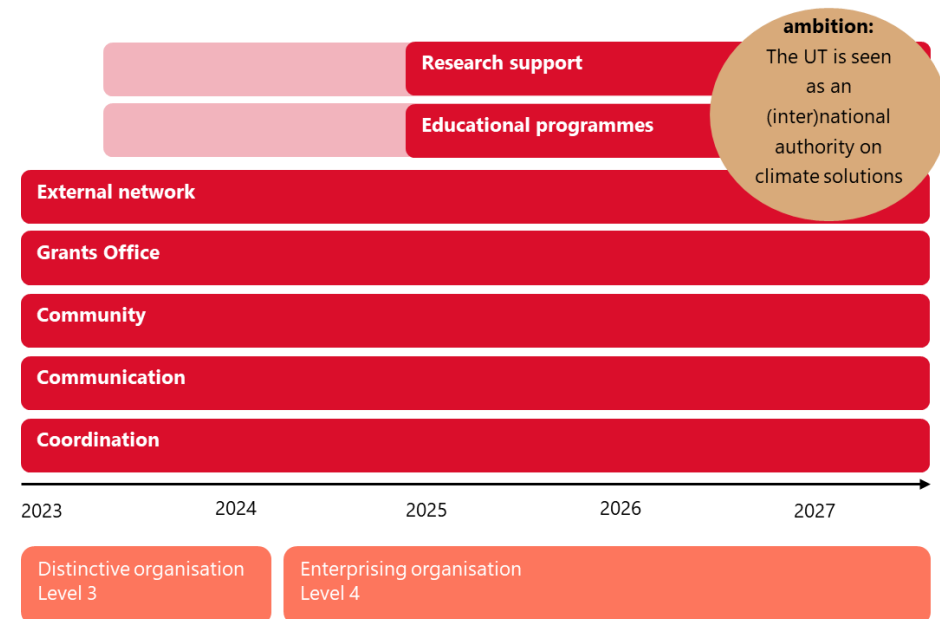 ambition:
The UT is seen
as an
(inter)national
authority on
climate solutions
Research support
Educational programmes
External network
Grants Office
Community
Communication
Coordination
2023
2024
2025
2026
2027
Distinctive organisation
Level 3
Enterprising organisation
Level 4